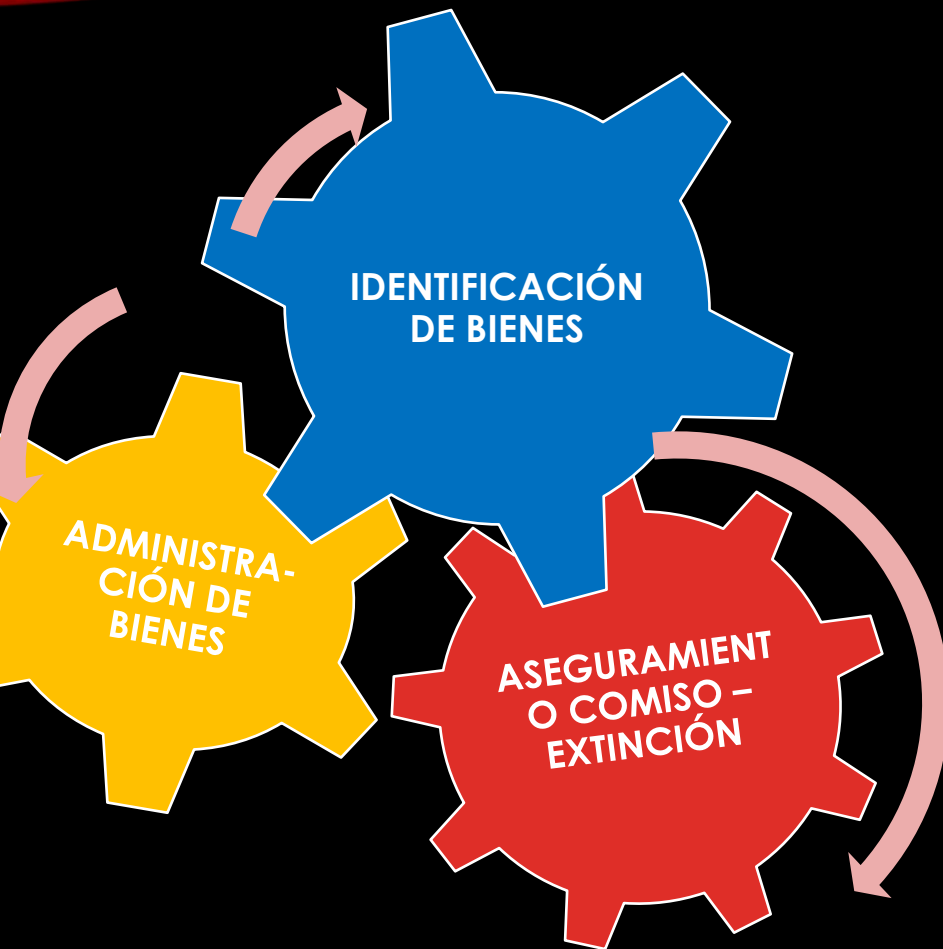 IDENTIFICACIÓN
DE BIENES
ADMINISTRA-
CIÓN DE
BIENES
ASEGURAMIENT
O COMISO –
EXTINCIÓN